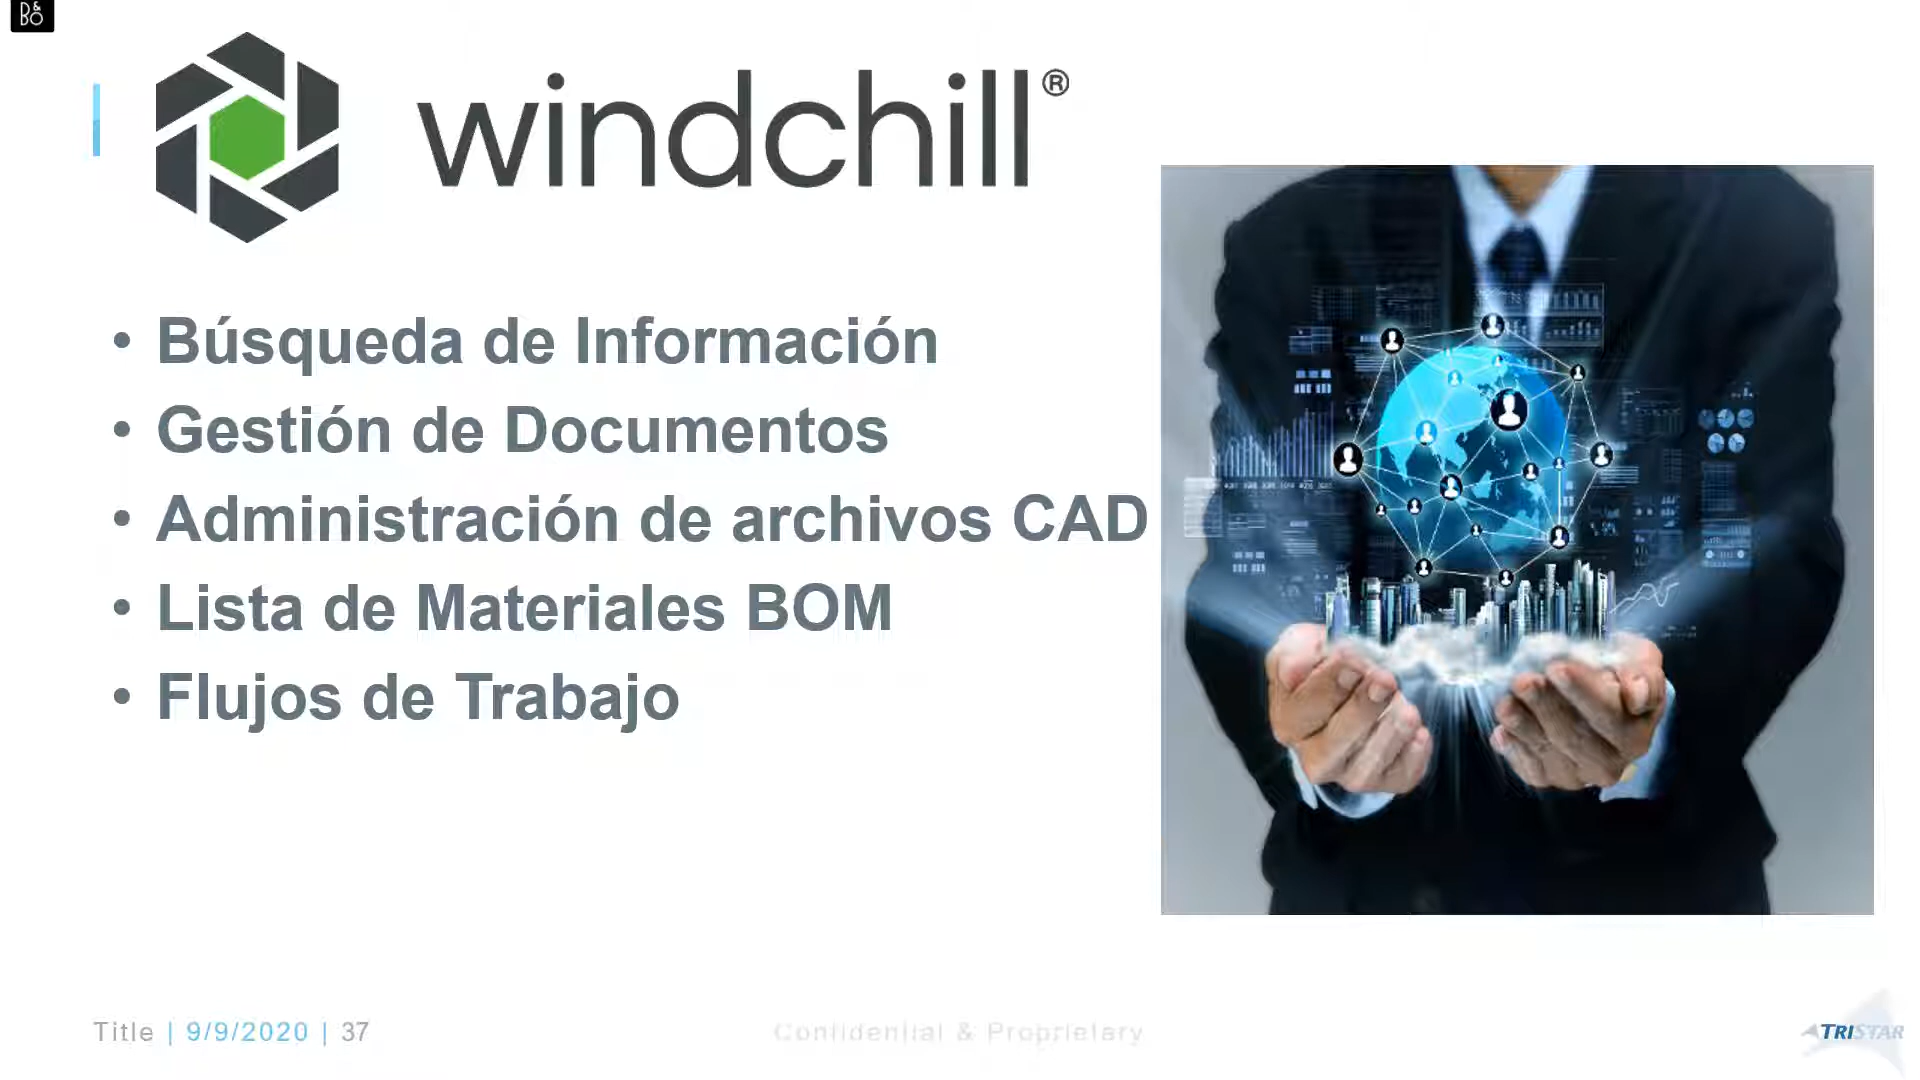 B&O
windchill®
• Búsqueda de Información
• Gestión de Documentos
• Administración de archivos CAD
• Lista de Materiales BOM
• Flujos de Trabajo
Title | 9/9/2020 | 37
Confidential & Proprietary
TRISTAR